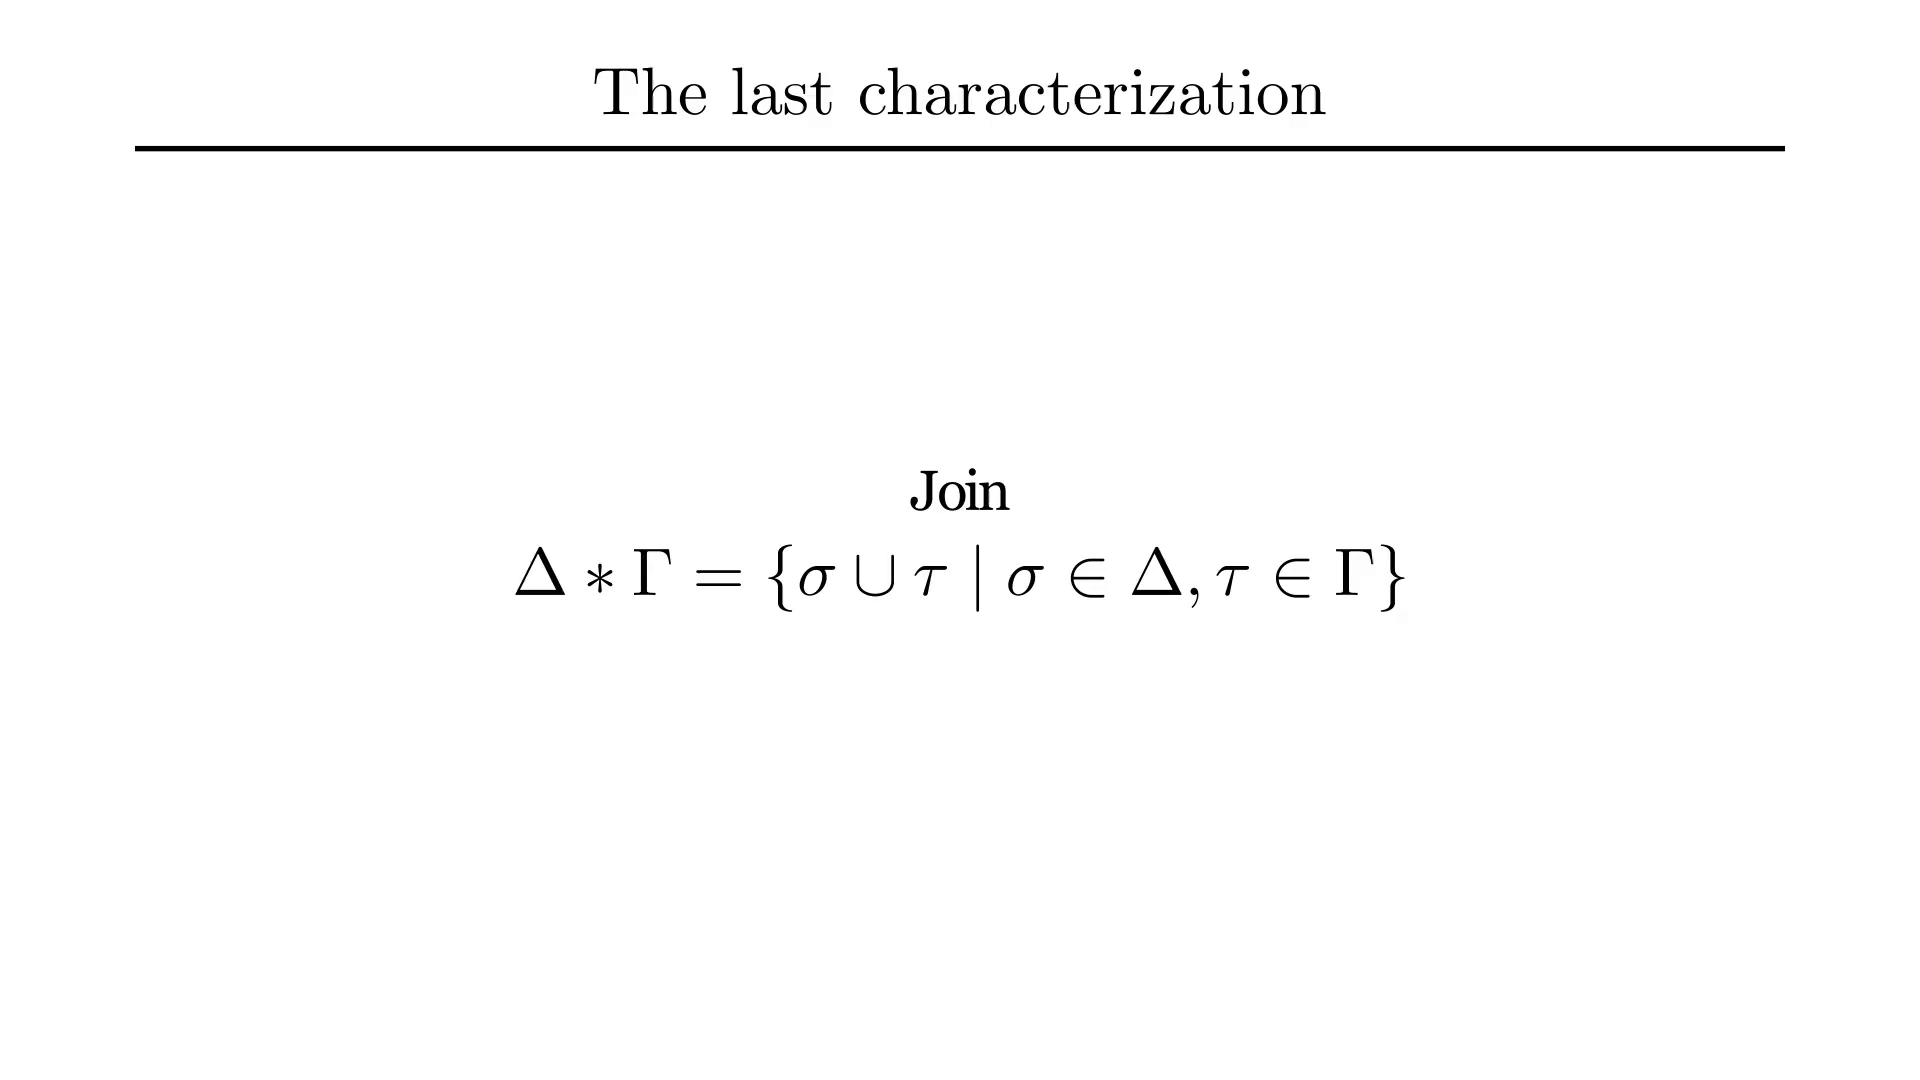 The last characterization
Join
Δ ∗ Γ = {σ ∪ τ | σ ∈ Δ, τ ∈ Γ}